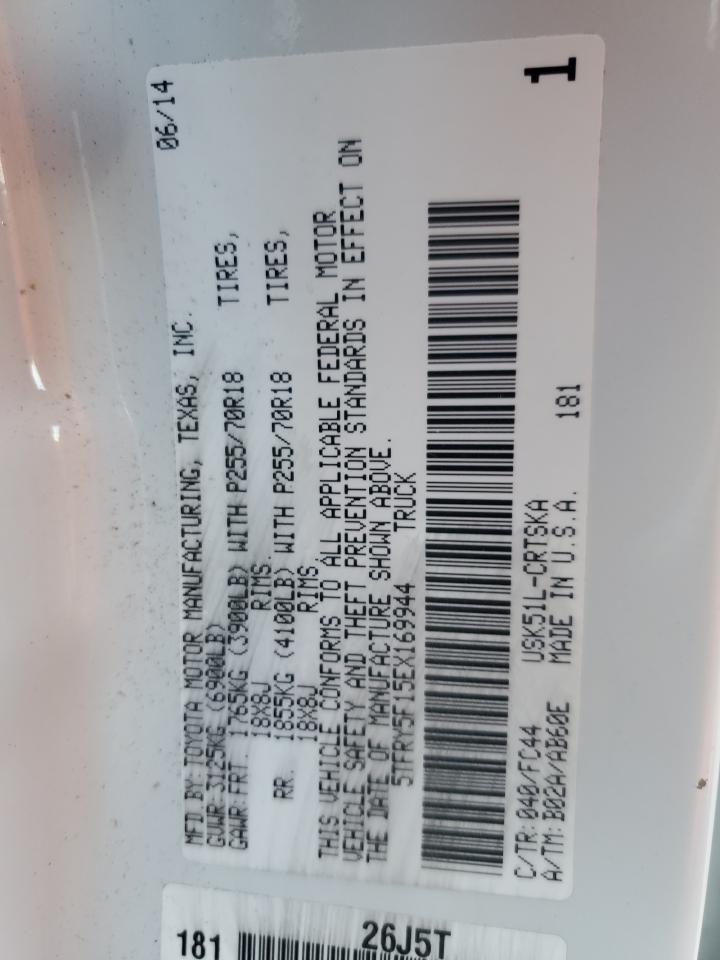 MFD BY: TOYOTA MOTOR MANUFACTURING, TEXAS, INC. 06/14
GVWR: 3125KG (6900LB)
GAWR: FRT. 1765KG (3900LB) WITH P255/70R18 TIRES,
18X8J RIMS.
RR. 1855KG (4100LB) WITH P255/70R18 TIRES,
18X8J RIMS
THIS VEHICLE CONFORMS TO ALL APPLICABLE FEDERAL MOTOR
VEHICLE SAFETY AND THEFT PREVENTION STANDARDS IN EFFECT ON
THE DATE OF MANUFACTURE SHOWN ABOVE.
5TFRY5F15EX169944 TRUCK
C/TR: 040/FC44 USK51L-CRTSKA 181
A/TM: B02A/AB60E MADE IN U.S.A.
1
181 26J5T